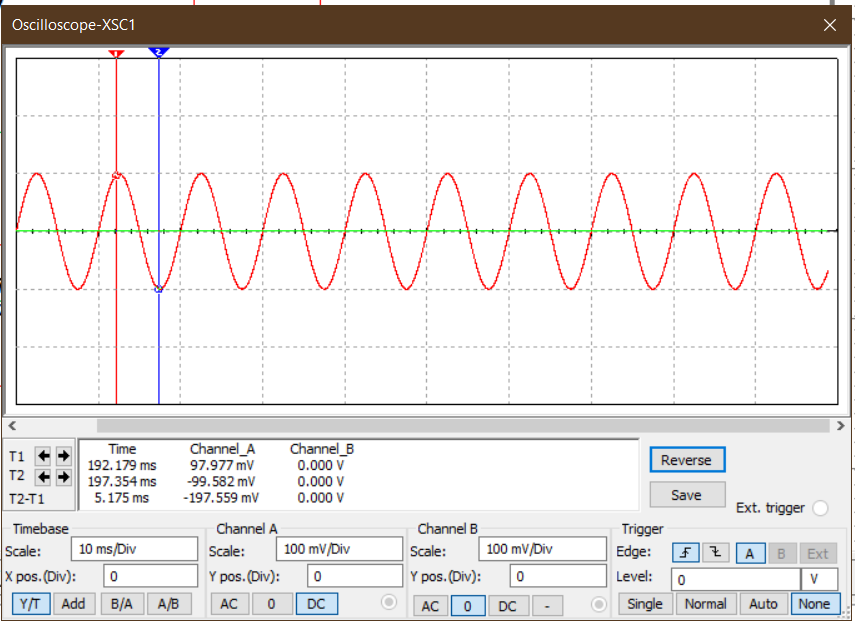 Oscilloscope-XSC1
1 2
Time Channel_A Channel_B
T1 192.179 ms 97.977 mV 0.000 V
T2 197.354 ms -99.582 mV 0.000 V
T2-T1 5.175 ms -197.559 mV 0.000 V
Reverse
Save
Ext. trigger
Timebase Channel A Channel B Trigger
Scale: 10 ms/Div Scale: 100 mV/Div Scale: 100 mV/Div Edge: A B Ext
X pos.(Div): 0 Y pos.(Div): 0 Y pos.(Div): 0 Level: 0 V
Y/T Add B/A A/B AC 0 DC AC 0 DC - Single Normal Auto None